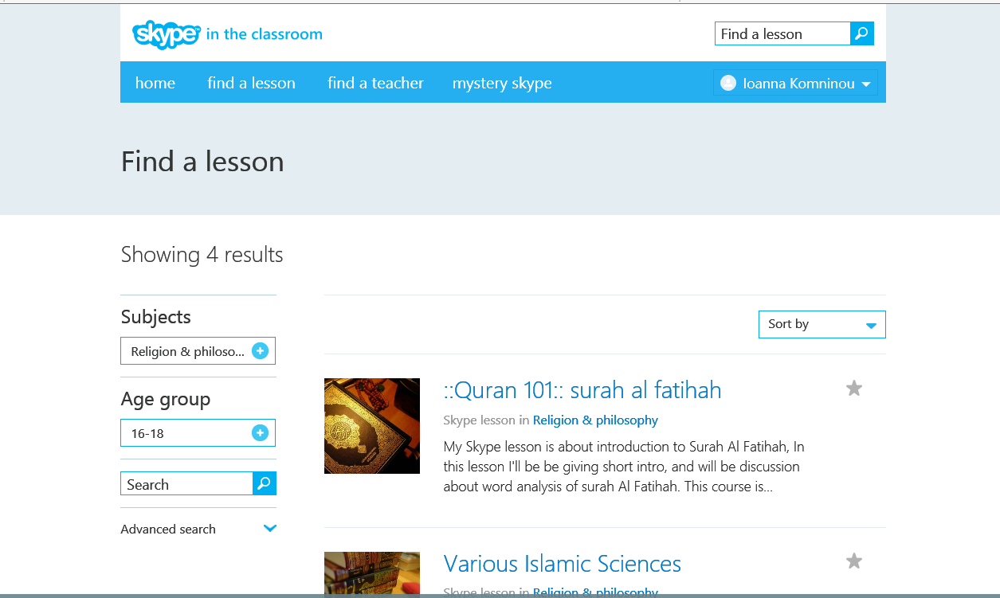 skype™ in the classroom
Find a lesson
home find a lesson find a teacher mystery skype Ioanna Komninou
Find a lesson
Showing 4 results
Subjects
Religion & philoso...
Age group
16-18
Search
Advanced search
Sort by
::Quran 101:: surah al fatihah
Skype lesson in Religion & philosophy
My Skype lesson is about introduction to Surah Al Fatihah, In
this lesson I'll be be giving short intro, and will be discussion
about word analysis of surah Al Fatihah. This course is...
Various Islamic Sciences
Skype lesson in Religion & philosophy